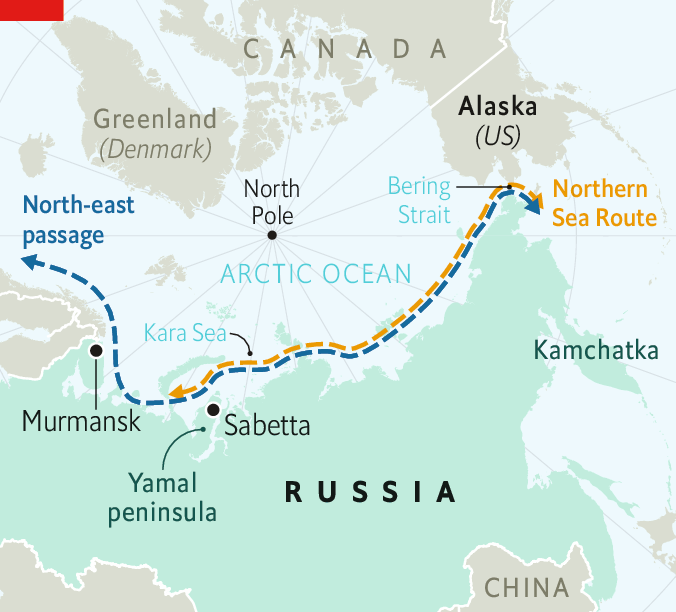 CANADA
Greenland
(Denmark)
Alaska
(US)
North-east
passage
North
Pole
Bering
Strait
Northern
Sea Route
ARCTIC OCEAN
Kara Sea
Kamchatka
Murmansk
Sabetta
Yamal
peninsula
RUSSIA
CHINA